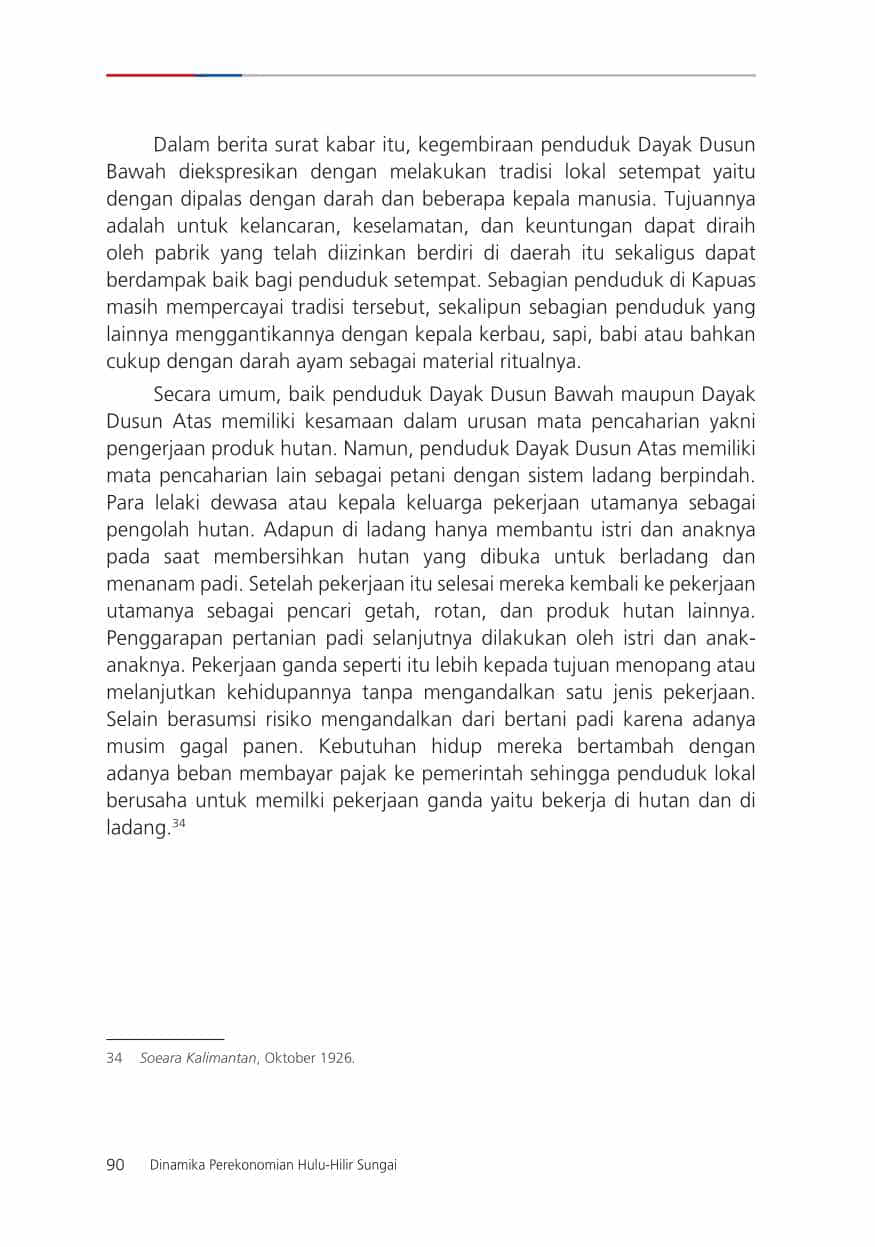 Dalam berita surat kabar itu, kegembiraan penduduk Dayak Dusun
Bawah diekspresikan dengan melakukan tradisi lokal setempat yaitu
dengan dipalas dengan darah dan beberapa kepala manusia. Tujuannya
adalah untuk kelancaran, keselamatan, dan keuntungan dapat diraih
oleh pabrik yang telah diizinkan berdiri di daerah itu sekaligus dapat
berdampak baik bagi penduduk setempat. Sebagian penduduk di Kapuas
masih mempercayai tradisi tersebut, sekalipun sebagian penduduk yang
lainnya menggantikannya dengan kepala kerbau, sapi, babi atau bahkan
cukup dengan darah ayam sebagai material ritualnya.
Secara umum, baik penduduk Dayak Dusun Bawah maupun Dayak
Dusun Atas memiliki kesamaan dalam urusan mata pencaharian yakni
pengerjaan produk hutan. Namun, penduduk Dayak Dusun Atas memiliki
mata pencaharian lain sebagai petani dengan sistem ladang berpindah.
Para lelaki dewasa atau kepala keluarga pekerjaan utamanya sebagai
pengolah hutan. Adapun di ladang hanya membantu istri dan anaknya
pada saat membersihkan hutan yang dibuka untuk berladang dan
menanam padi. Setelah pekerjaan itu selesai mereka kembali ke pekerjaan
utamanya sebagai pencari getah, rotan, dan produk hutan lainnya.
Penggarapan pertanian padi selanjutnya dilakukan oleh istri dan anak-
anaknya. Pekerjaan ganda seperti itu lebih kepada tujuan menopang atau
melanjutkan kehidupannya tanpa mengandalkan satu jenis pekerjaan.
Selain berasumsi risiko mengandalkan dari bertani padi karena adanya
musim gagal panen. Kebutuhan hidup mereka bertambah dengan
adanya beban membayar pajak ke pemerintah sehingga penduduk lokal
berusaha untuk memilki pekerjaan ganda yaitu bekerja di hutan dan di
ladang.³⁴
34 Soeara Kalimantan, Oktober 1926.
90 Dinamika Perekonomian Hulu-Hilir Sungai